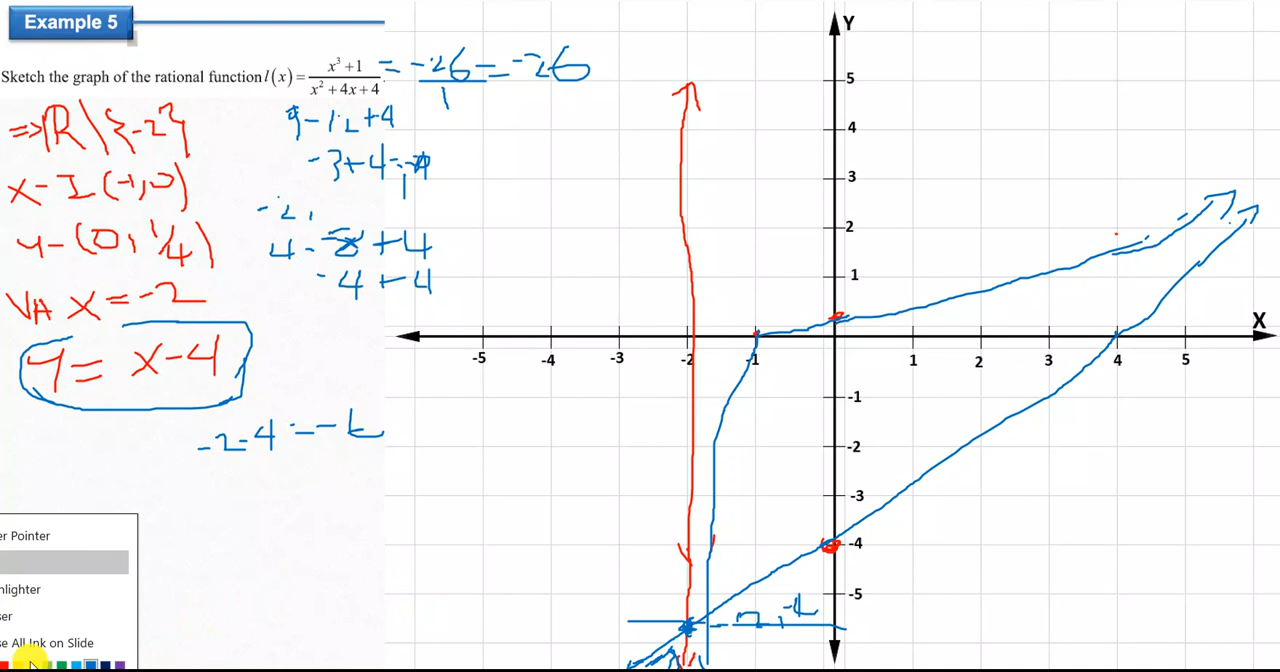 Example 5
Sketch the graph of the rational function l(x) = x³ + 1 / x² + 4x + 4 = -26 / 1 = -26
⇒ ℝ \ {-2}
9 - 12 + 4
-3 + 4 =
1
x - I (-1, 0)
-2,
y - (0, 1/4)
4 - 8 + 4
-4 + 4
VA X = -2
y = x - 4
-2 - 4 = -6
er Pointer
hlighter
ser
se All Ink on Slide
Y
5
4
3
2
1
X
-5 -4 -3 -2 -1 1 2 3 4 5
-1
-2
-3
-4
-5